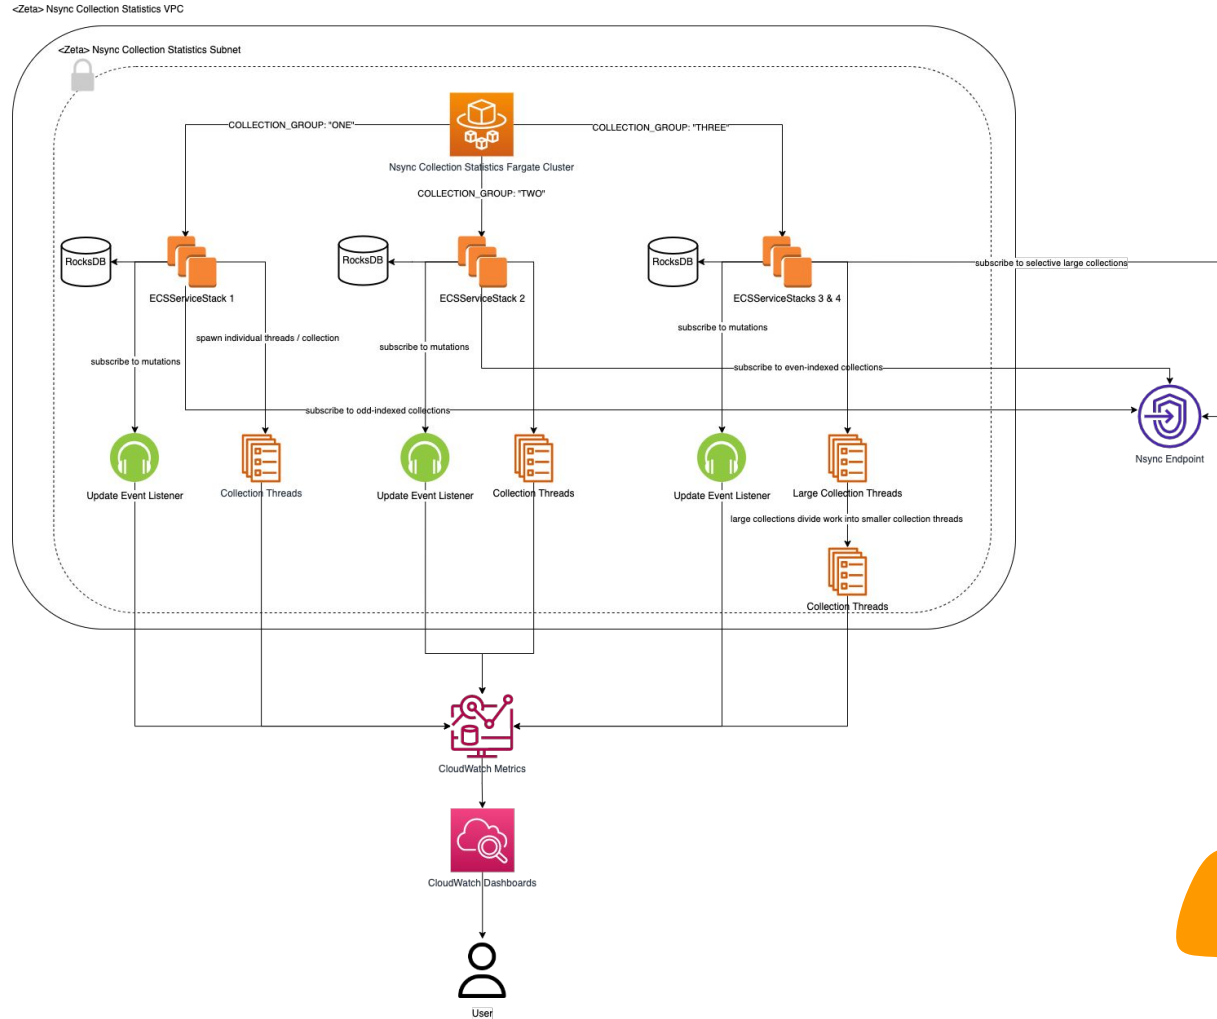 <Zeta> Nsync Collection Statistics VPC
<Zeta> Nsync Collection Statistics Subnet
COLLECTION_GROUP: "ONE"
COLLECTION_GROUP: "THREE"
Nsync Collection Statistics Fargate Cluster
COLLECTION_GROUP: "TWO"
RocksDB
RocksDB
RocksDB
subscribe to selective large collections
ECSServiceStack 1
ECSServiceStack 2
ECSServiceStacks 3 & 4
spawn individual threads / collection
subscribe to mutations
subscribe to mutations
subscribe to mutations
subscribe to even-indexed collections
subscribe to odd-indexed collections
Nsync Endpoint
Update Event Listener
Collection Threads
Update Event Listener
Collection Threads
Update Event Listener
Large Collection Threads
large collections divide work into smaller collection threads
Collection Threads
CloudWatch Metrics
CloudWatch Dashboards
User